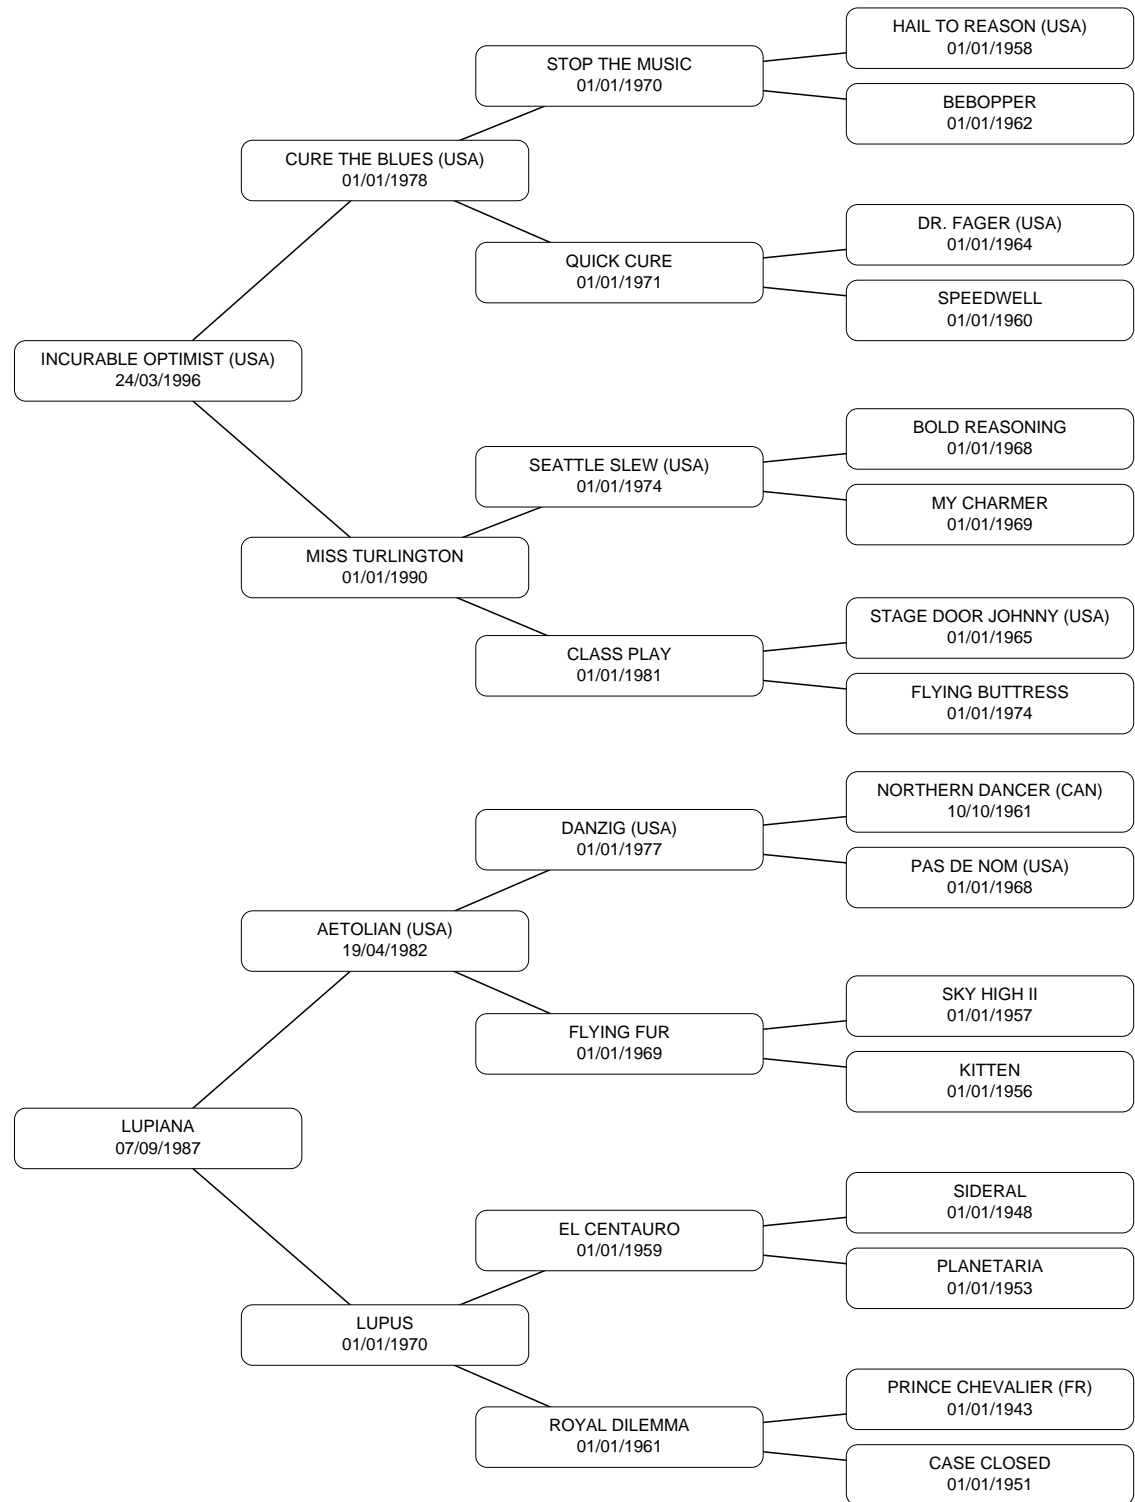 HAIL TO REASON (USA)
01/01/1958
STOP THE MUSIC
01/01/1970
BEBOPPER
01/01/1962
CURE THE BLUES (USA)
01/01/1978
DR. FAGER (USA)
01/01/1964
QUICK CURE
01/01/1971
SPEEDWELL
01/01/1960
INCURABLE OPTIMIST (USA)
24/03/1996
BOLD REASONING
01/01/1968
SEATTLE SLEW (USA)
01/01/1974
MY CHARMER
01/01/1969
MISS TURLINGTON
01/01/1990
STAGE DOOR JOHNNY (USA)
01/01/1965
CLASS PLAY
01/01/1981
FLYING BUTTRESS
01/01/1974
NORTHERN DANCER (CAN)
10/10/1961
DANZIG (USA)
01/01/1977
PAS DE NOM (USA)
01/01/1968
AETOLIAN (USA)
19/04/1982
SKY HIGH II
01/01/1957
FLYING FUR
01/01/1969
KITTEN
01/01/1956
LUPIANA
07/09/1987
SIDERAL
01/01/1948
EL CENTAURO
01/01/1959
PLANETARIA
01/01/1953
LUPUS
01/01/1970
PRINCE CHEVALIER (FR)
01/01/1943
ROYAL DILEMMA
01/01/1961
CASE CLOSED
01/01/1951